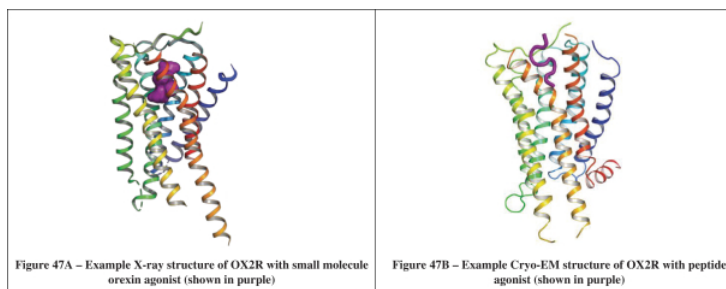 Figure 47A – Example X-ray structure of OX2R with small molecule
orexin agonist (shown in purple)
Figure 47B – Example Cryo-EM structure of OX2R with peptide
agonist (shown in purple)